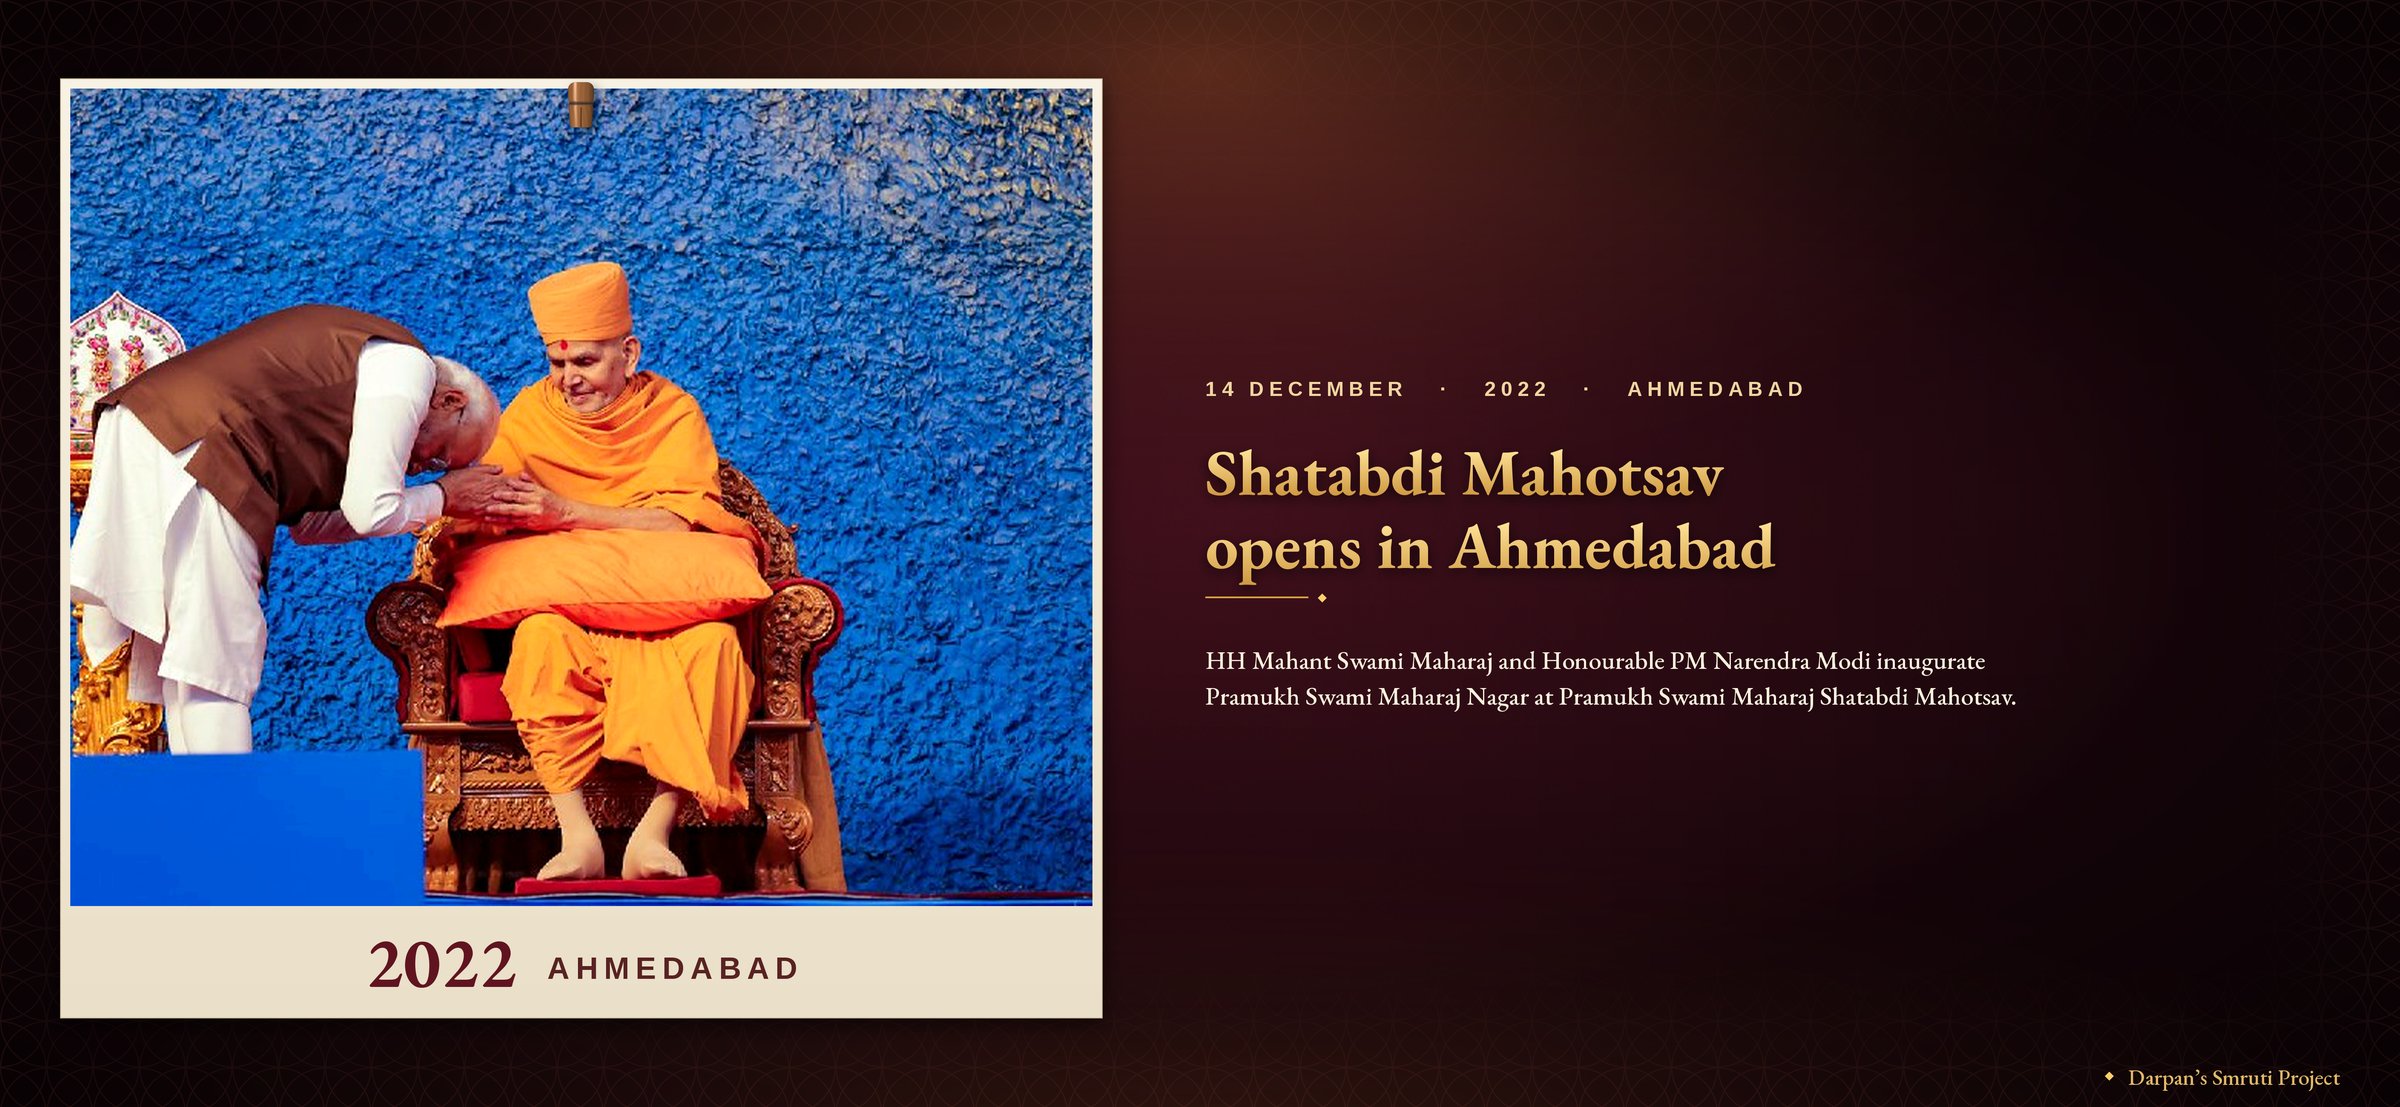 14 DECEMBER · 2022 · AHMEDABAD
Shatabdi Mahotsav
opens in Ahmedabad
HH Mahant Swami Maharaj and Honourable PM Narendra Modi inaugurate
Pramukh Swami Maharaj Nagar at Pramukh Swami Maharaj Shatabdi Mahotsav.
2022 AHMEDABAD
Darpan’s Smruti Project